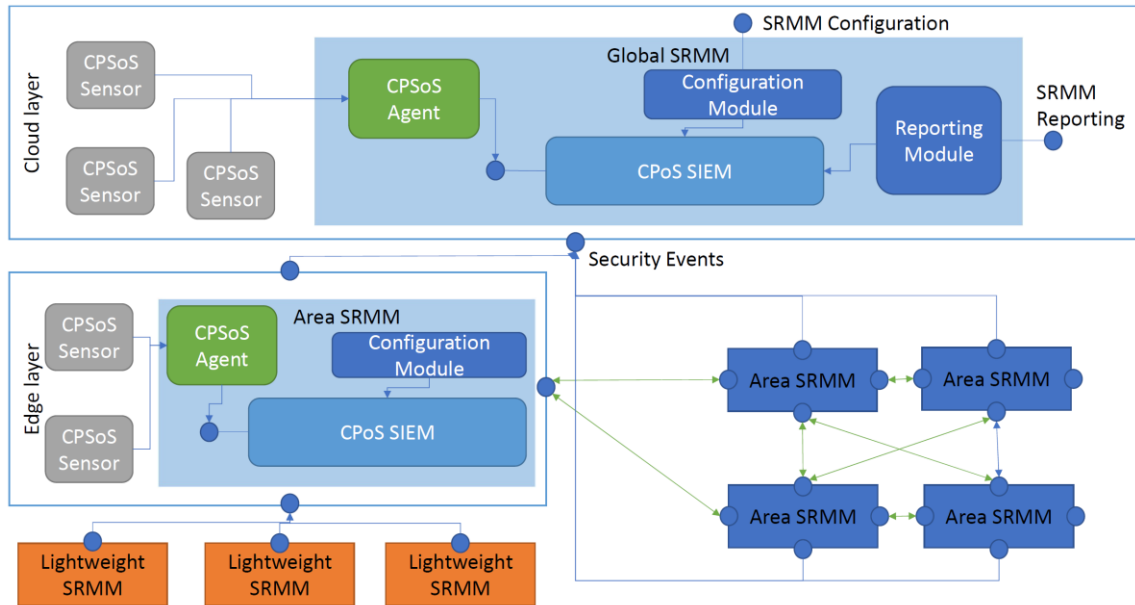 SRMM Configuration
Cloud layer
CPSoS
Sensor
CPSoS
Sensor
CPSoS
Sensor
CPSoS
Agent
Global SRMM
Configuration
Module
CPoS SIEM
Reporting
Module
SRMM
Reporting
Security Events
Edge layer
CPSoS
Sensor
CPSoS
Sensor
CPSoS
Agent
Area SRMM
Configuration
Module
CPoS SIEM
Area SRMM
Area SRMM
Area SRMM
Area SRMM
Lightweight
SRMM
Lightweight
SRMM
Lightweight
SRMM